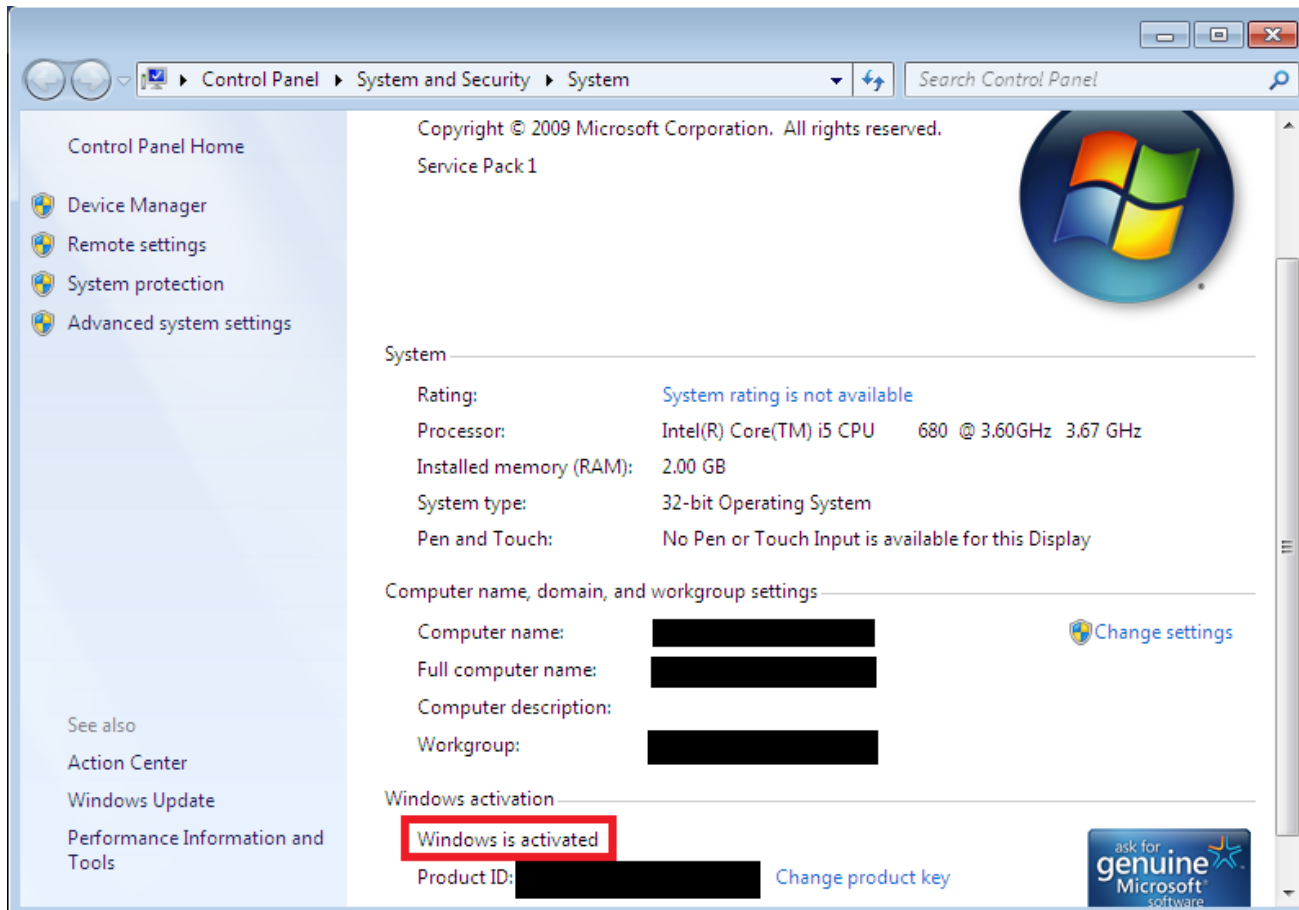 Control Panel ▸ System and Security ▸ System
Search Control Panel
Control Panel Home
Device Manager
Remote settings
System protection
Advanced system settings
See also
Action Center
Windows Update
Performance Information and
Tools
Copyright © 2009 Microsoft Corporation. All rights reserved.
Service Pack 1
System
Rating: System rating is not available
Processor: Intel(R) Core(TM) i5 CPU 680 @ 3.60GHz 3.67 GHz
Installed memory (RAM): 2.00 GB
System type: 32-bit Operating System
Pen and Touch: No Pen or Touch Input is available for this Display
Computer name, domain, and workgroup settings
Computer name: Change settings
Full computer name:
Computer description:
Workgroup:
Windows activation
Windows is activated
Product ID: Change product key
ask for
genuine
Microsoft
software